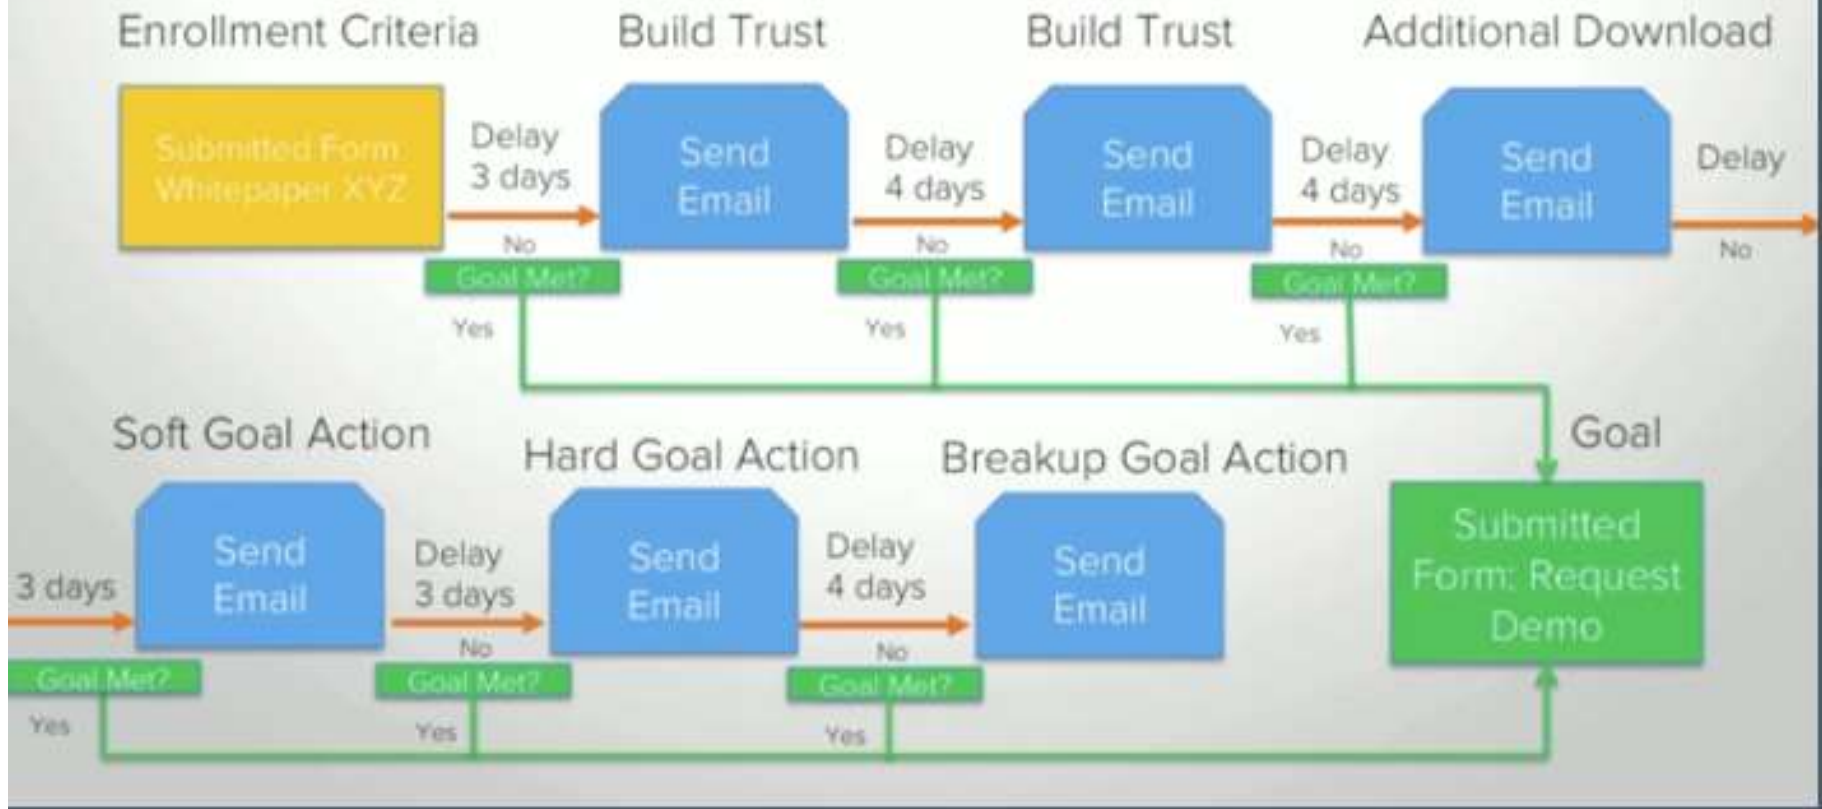 Enrollment Criteria
Build Trust
Build Trust
Additional Download
Submitted Form
Whitepaper XYZ
Delay
3 days
No
Goal Met?
Yes
Send
Email
Delay
4 days
No
Goal Met?
Yes
Send
Email
Delay
4 days
No
Goal Met?
Yes
Send
Email
Delay
No
Soft Goal Action
Hard Goal Action
Breakup Goal Action
Goal
3 days
Goal Met?
Yes
Send
Email
Delay
3 days
No
Goal Met?
Yes
Send
Email
Delay
4 days
No
Goal Met?
Yes
Send
Email
Submitted
Form: Request
Demo